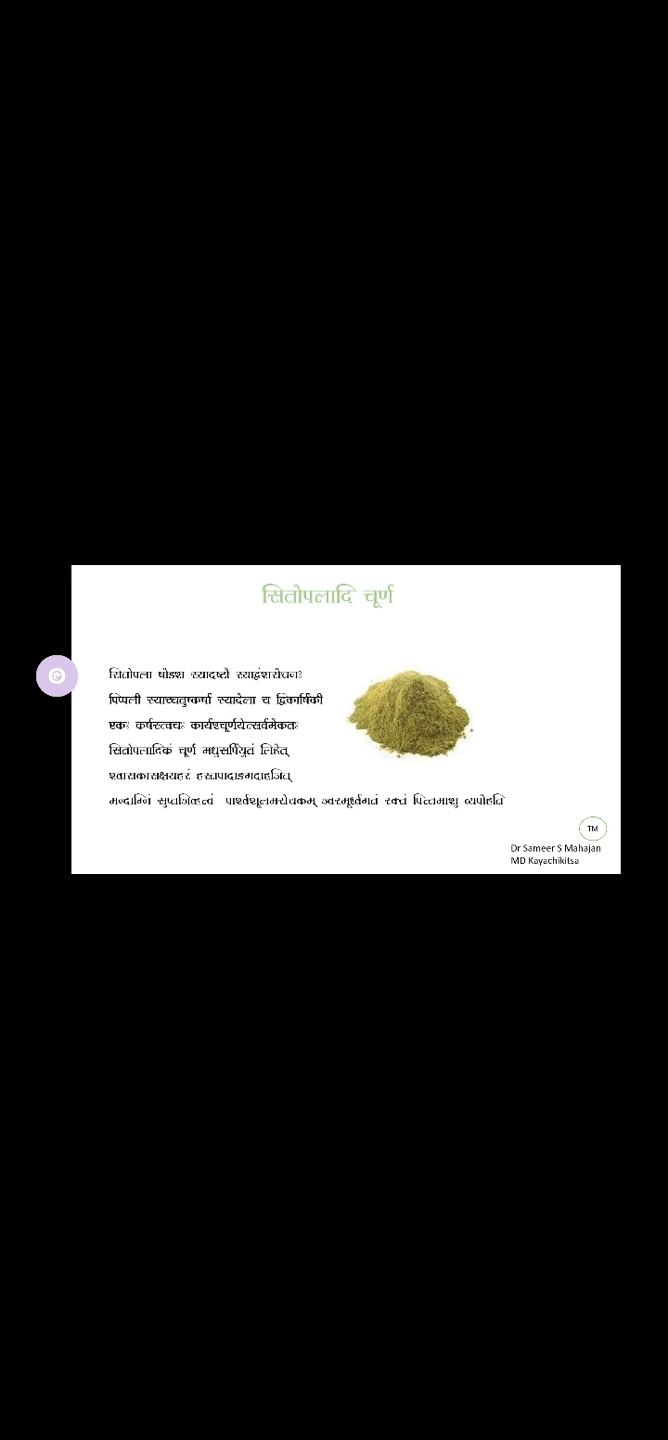 सितोपलादि चूर्ण
सितोपला षोडश स्यादष्टौ स्याद्वंशरोचनः
पिप्पली स्याच्चतुष्कर्षा स्यादेला च द्विकार्षिकी
एकः कर्षस्त्वचः कार्यश्चूर्णयेत्सर्वमेकतः
सितोपलादिकं चूर्ण मधुसर्पियुतं लिहेत्
श्वासकासक्षयहरं हस्तपादाङगदाहजित्
मन्दाग्निं सुप्तजिव्हत्वं पार्श्वशूलमरोचकम् ज्वरमूर्ध्वगतं रक्तं पित्तमाशु व्यपोहति
TM
Dr Sameer S Mahajan
MD Kayachikitsa